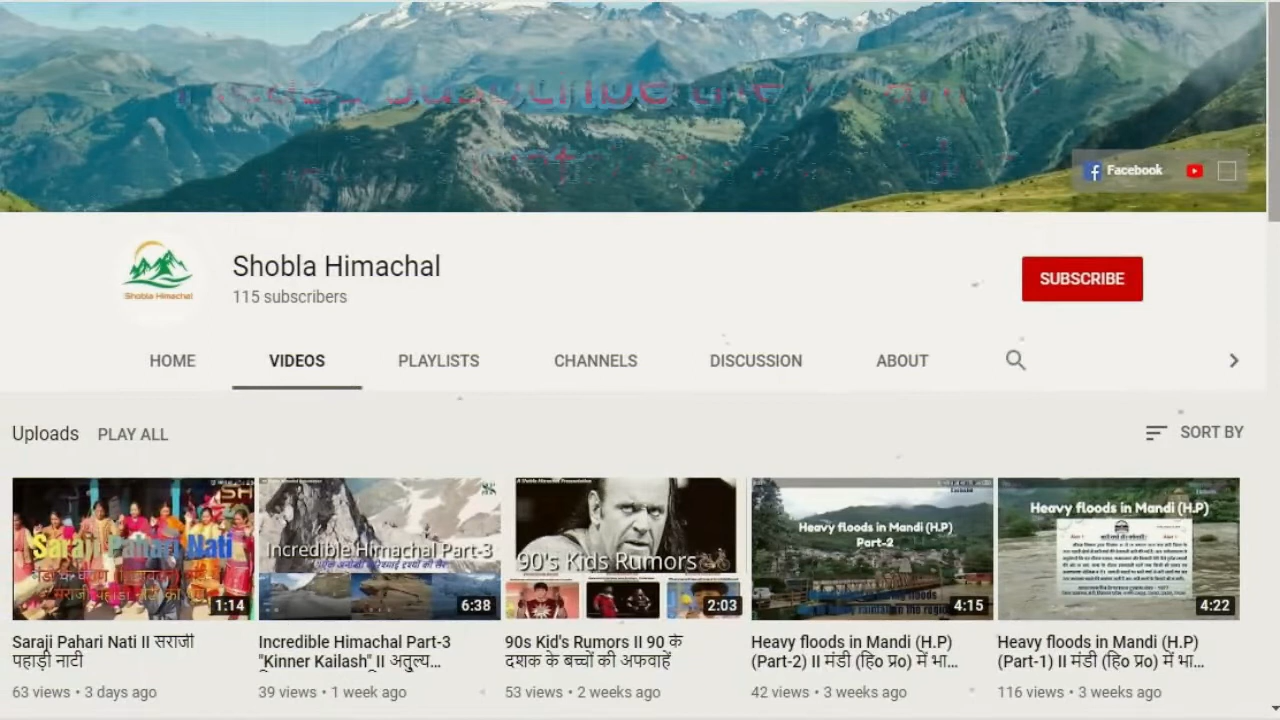 Facebook
Shobla Himachal
Shobla Himachal
115 subscribers
SUBSCRIBE
HOME
VIDEOS
PLAYLISTS
CHANNELS
DISCUSSION
ABOUT
Uploads
PLAY ALL
SORT BY
Saraji Pahari Nati
1:14
Incredible Himachal Part-3
6:38
90's Kids Rumors
2:03
Heavy floods in Mandi (H.P)
Part-2
4:15
Heavy floods in Mandi (H.P)
4:22
Saraji Pahari Nati II सराजी
पहाड़ी नाटी
63 views • 3 days ago
Incredible Himachal Part-3
"Kinner Kailash" II अतुल्य...
39 views • 1 week ago
90s Kid's Rumors II 90 के
दशक के बच्चों की अफवाहें
53 views • 2 weeks ago
Heavy floods in Mandi (H.P)
(Part-2) II मंडी (हि० प्र०) में भा...
42 views • 3 weeks ago
Heavy floods in Mandi (H.P)
(Part-1) II मंडी (हि० प्र०) में भा...
116 views • 3 weeks ago